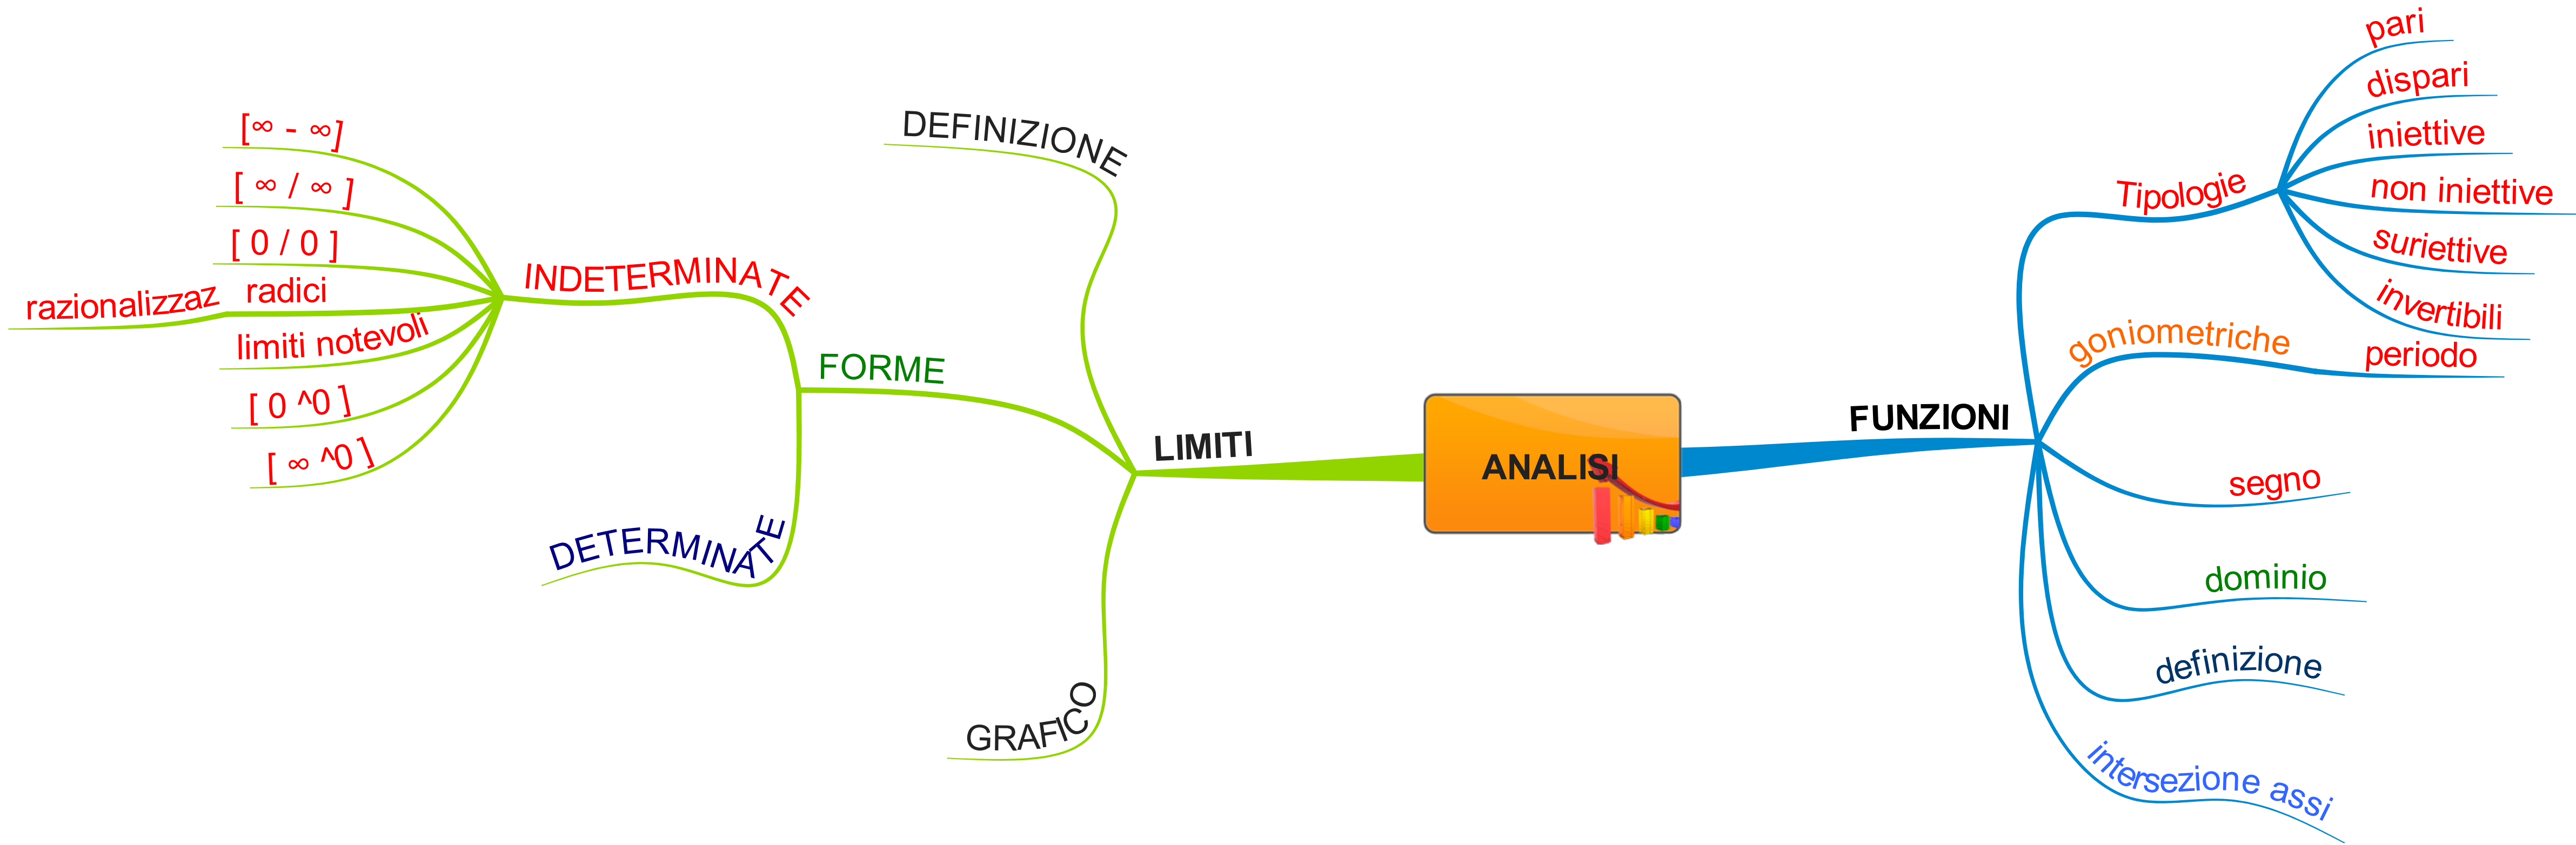 ANALISI
LIMITI
DEFINIZIONE
FORME
INDETERMINATE
[∞ - ∞]
[ ∞ / ∞ ]
[ 0 / 0 ]
radici
razionalizzaz
limiti notevoli
[ 0 ^0 ]
[ ∞ ^0 ]
DETERMINATE
GRAFICO
FUNZIONI
Tipologie
pari
dispari
iniettive
non iniettive
suriettive
invertibili
goniometriche
periodo
segno
dominio
definizione
intersezione assi